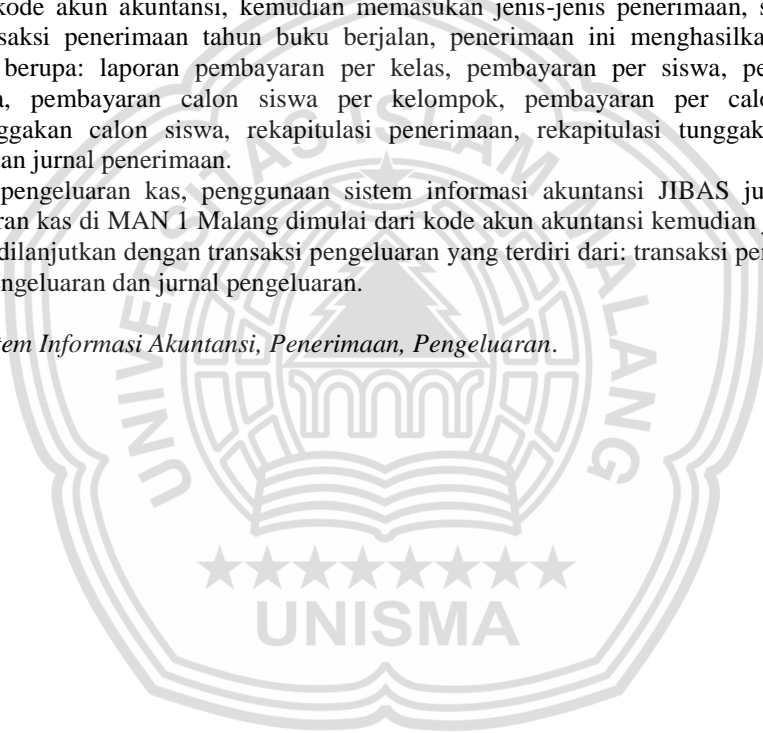 kode akun akuntansi, kemudian memasukan jenis-jenis penerimaan, s
saksi penerimaan tahun buku berjalan, penerimaan ini menghasilka
berupa: laporan pembayaran per kelas, pembayaran per siswa, pe
a, pembayaran calon siswa per kelompok, pembayaran per calo
ggakan calon siswa, rekapitulasi penerimaan, rekapitulasi tunggak
an jurnal penerimaan.
pengeluaran kas, penggunaan sistem informasi akuntansi JIBAS ju
ran kas di MAN 1 Malang dimulai dari kode akun akuntansi kemudian j
dilanjutkan dengan transaksi pengeluaran yang terdiri dari: transaksi pe
ngeluaran dan jurnal pengeluaran.
tem Informasi Akuntansi, Penerimaan, Pengeluaran.
UNIVERSITAS ISLAM MALANG
UNISMA